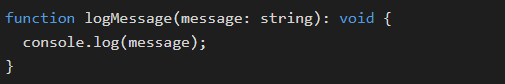 function logMessage(message: string): void {
  console.log(message);
}